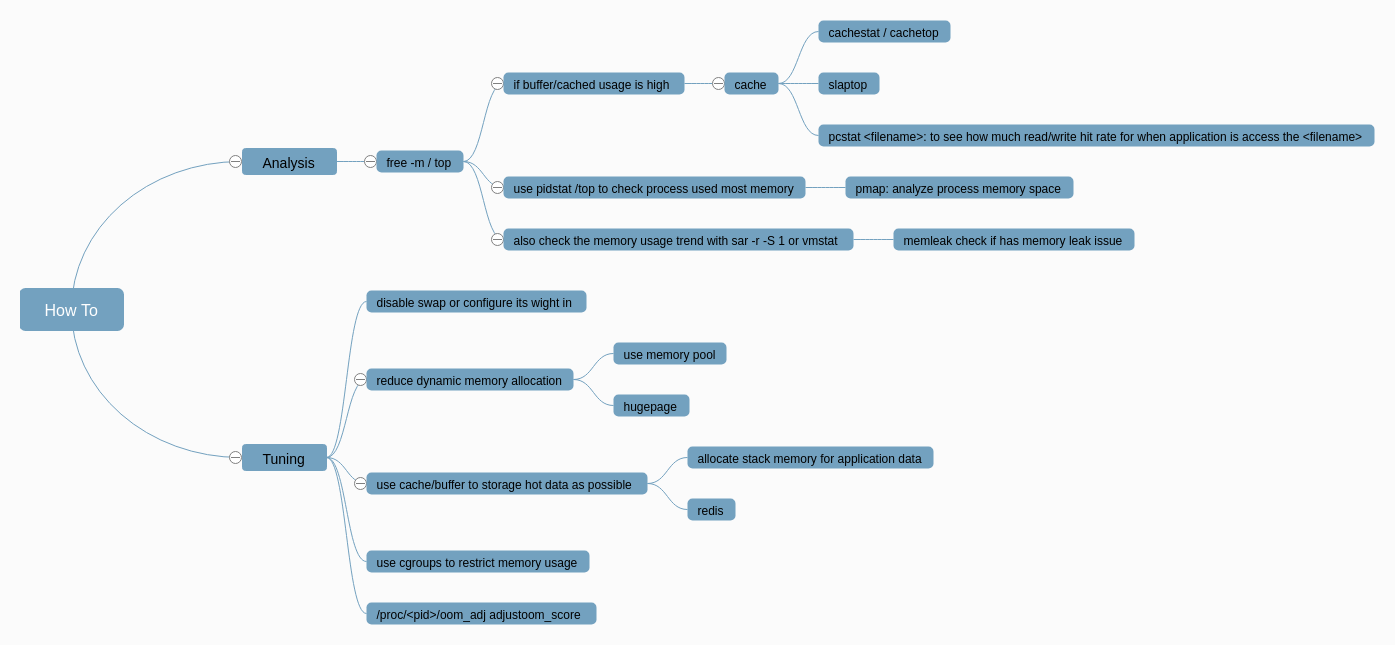 How To
Analysis
free -m / top
if buffer/cached usage is high
cache
cachestat / cachetop
slaptop
pcstat <filename>: to see how much read/write hit rate for when application is access the <filename>
use pidstat /top to check process used most memory
pmap: analyze process memory space
also check the memory usage trend with sar -r -S 1 or vmstat
memleak check if has memory leak issue
Tuning
disable swap or configure its wight in
reduce dynamic memory allocation
use memory pool
hugepage
use cache/buffer to storage hot data as possible
allocate stack memory for application data
redis
use cgroups to restrict memory usage
/proc/<pid>/oom_adj adjustoom_score